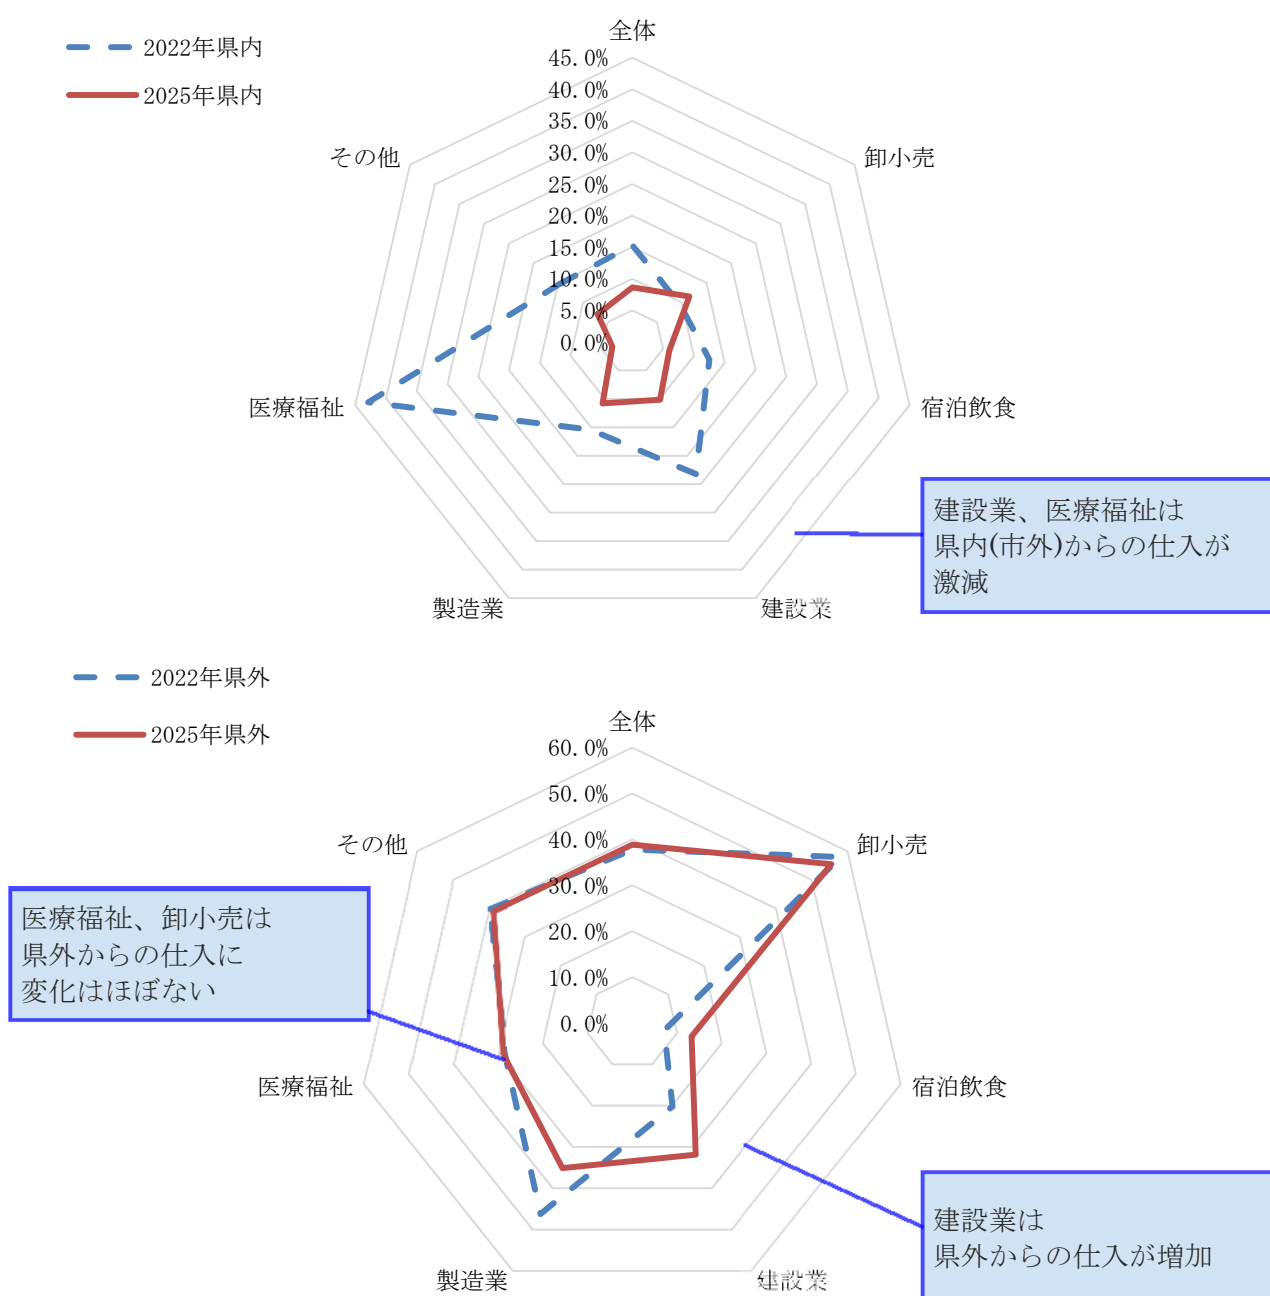 2022年県内
2025年県内
全体
45.0%
40.0%
35.0%
30.0%
25.0%
20.0%
15.0%
10.0%
5.0%
0.0%
その他
卸小売
医療福祉
宿泊飲食
製造業
建設業
建設業、医療福祉は
県内(市外)からの仕入が
激減
2022年県外
2025年県外
全体
60.0%
50.0%
40.0%
30.0%
20.0%
10.0%
0.0%
その他
卸小売
医療福祉
宿泊飲食
製造業
建設業
医療福祉、卸小売は
県外からの仕入に
変化はほぼない
建設業は
県外からの仕入が増加